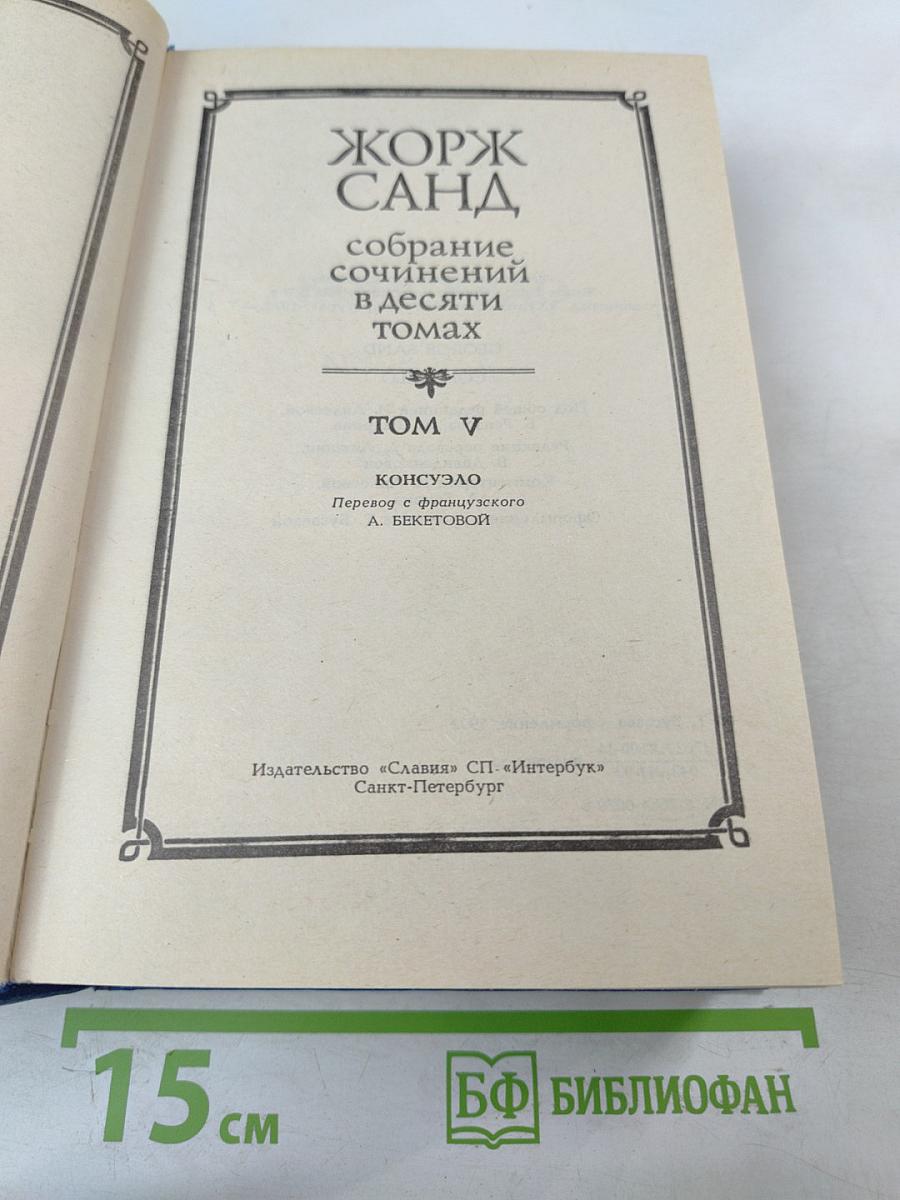 ЖОРЖ
САНД
собрание
сочинений
в десяти
томах
ТОМ V
КОНСУЭЛО
Перевод с французского
А. БЕКЕТОВОЙ
Издательство «Славия» СП-«Интербук»
Санкт-Петербург
15 см
БФ БИБЛИОФАН